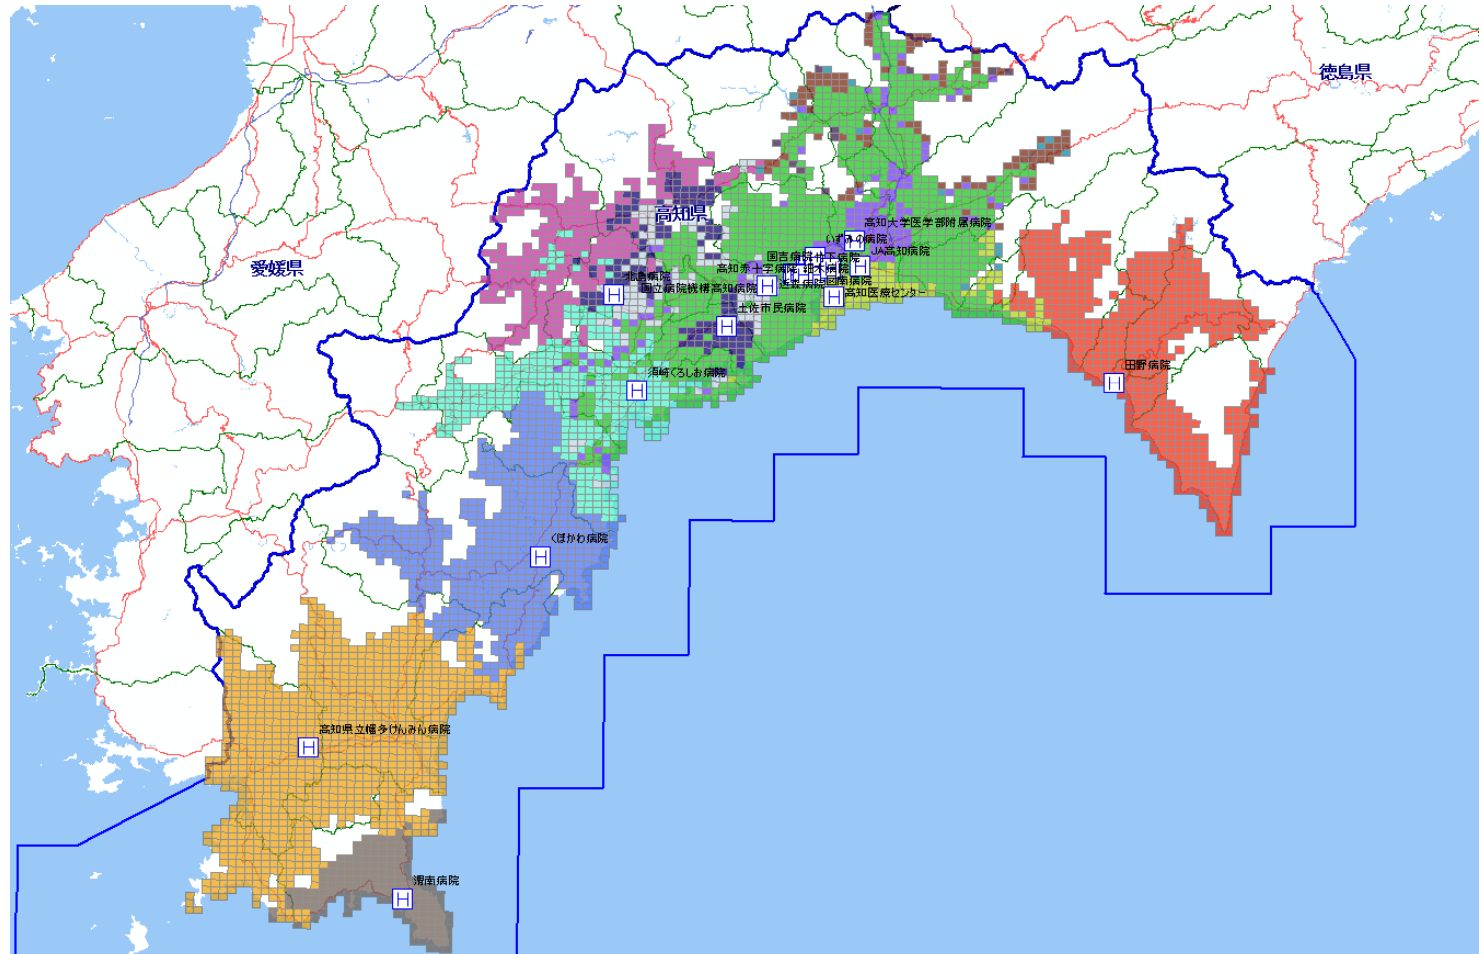 徳島県
高知県
高知大学医学部附属病院
いずみの病院
JA高知病院
国吉病院
竹下病院
愛媛県
高知赤十字病院
細木病院
北島病院
国立病院機構高知病院
近森病院
図南病院
高知医療センター
土佐市民病院
田野病院
須崎くろしお病院
くぼかわ病院
高知県立幡多けんみん病院
渭南病院